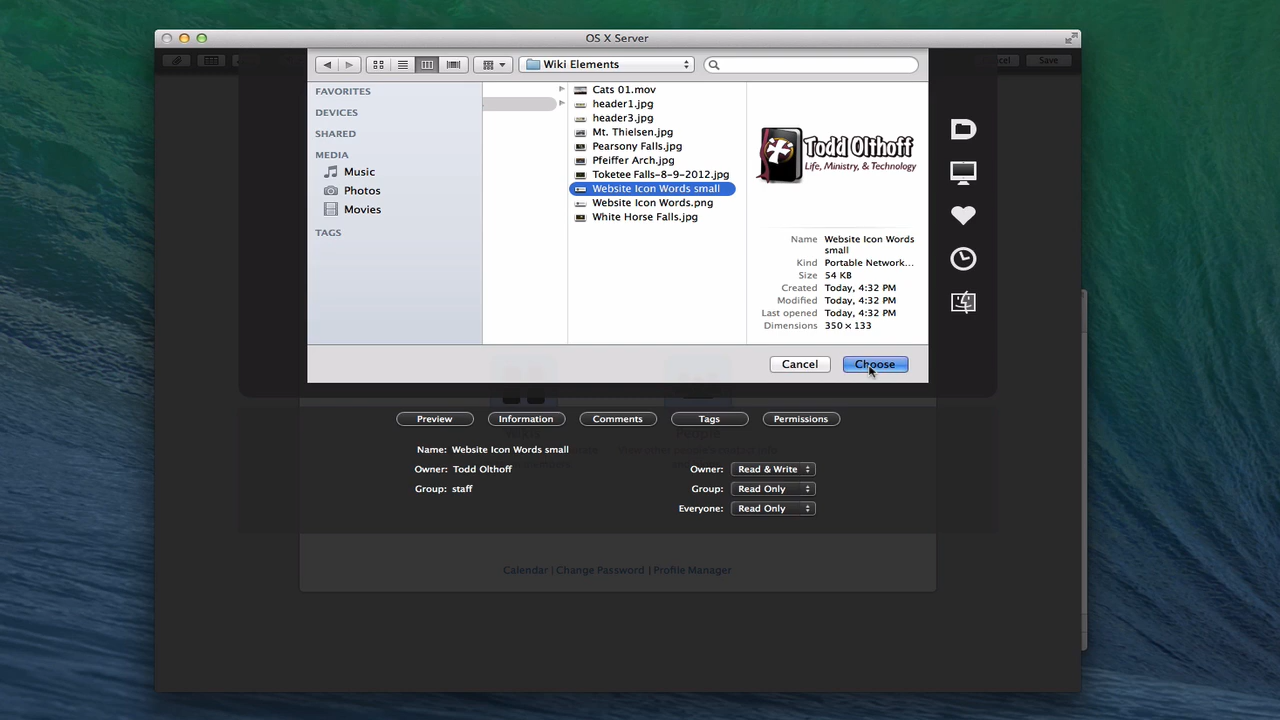 OS X Server
Wiki Elements
Save
FAVORITES
DEVICES
SHARED
MEDIA
Music
Photos
Movies
TAGS
Cats 01.mov
header1.jpg
header3.jpg
Mt. Thielsen.jpg
Pearsony Falls.jpg
Pfeiffer Arch.jpg
Toketee Falls-8-9-2012.jpg
Website Icon Words small
Website Icon Words.png
White Horse Falls.jpg
Todd Olthoff
Life, Ministry, & Technology
Name Website Icon Words small
Kind Portable Network...
Size 54 KB
Created Today, 4:32 PM
Modified Today, 4:32 PM
Last opened Today, 4:32 PM
Dimensions 350 × 133
Cancel Choose
Preview Information Comments Tags Permissions
Name: Website Icon Words small
Owner: Todd Olthoff
Group: staff
Owner: Read & Write
Group: Read Only
Everyone: Read Only
Calendar | Change Password | Profile Manager